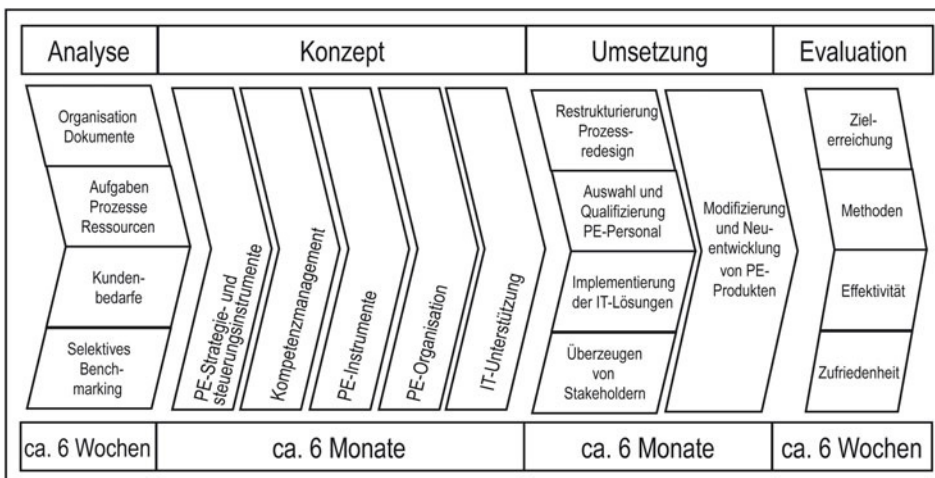 Analyse
Konzept
Umsetzung
Evaluation
Organisation
Dokumente
Aufgaben
Prozesse
Ressourcen
Kunden-
bedarfe
Selektives
Bench-
marking
PE-Strategie- und
steuerungsinstrumente
Kompetenzmanagement
PE-Instrumente
PE-Organisation
IT-Unterstützung
Restrukturierung
Prozess-
redesign
Auswahl und
Qualifizierung
PE-Personal
Implementierung
der IT-Lösungen
Überzeugen
von
Stakeholdern
Modifizierung
und Neu-
entwicklung
von PE-
Produkten
Ziel-
erreichung
Methoden
Effektivität
Zufriedenheit
ca. 6 Wochen
ca. 6 Monate
ca. 6 Monate
ca. 6 Wochen